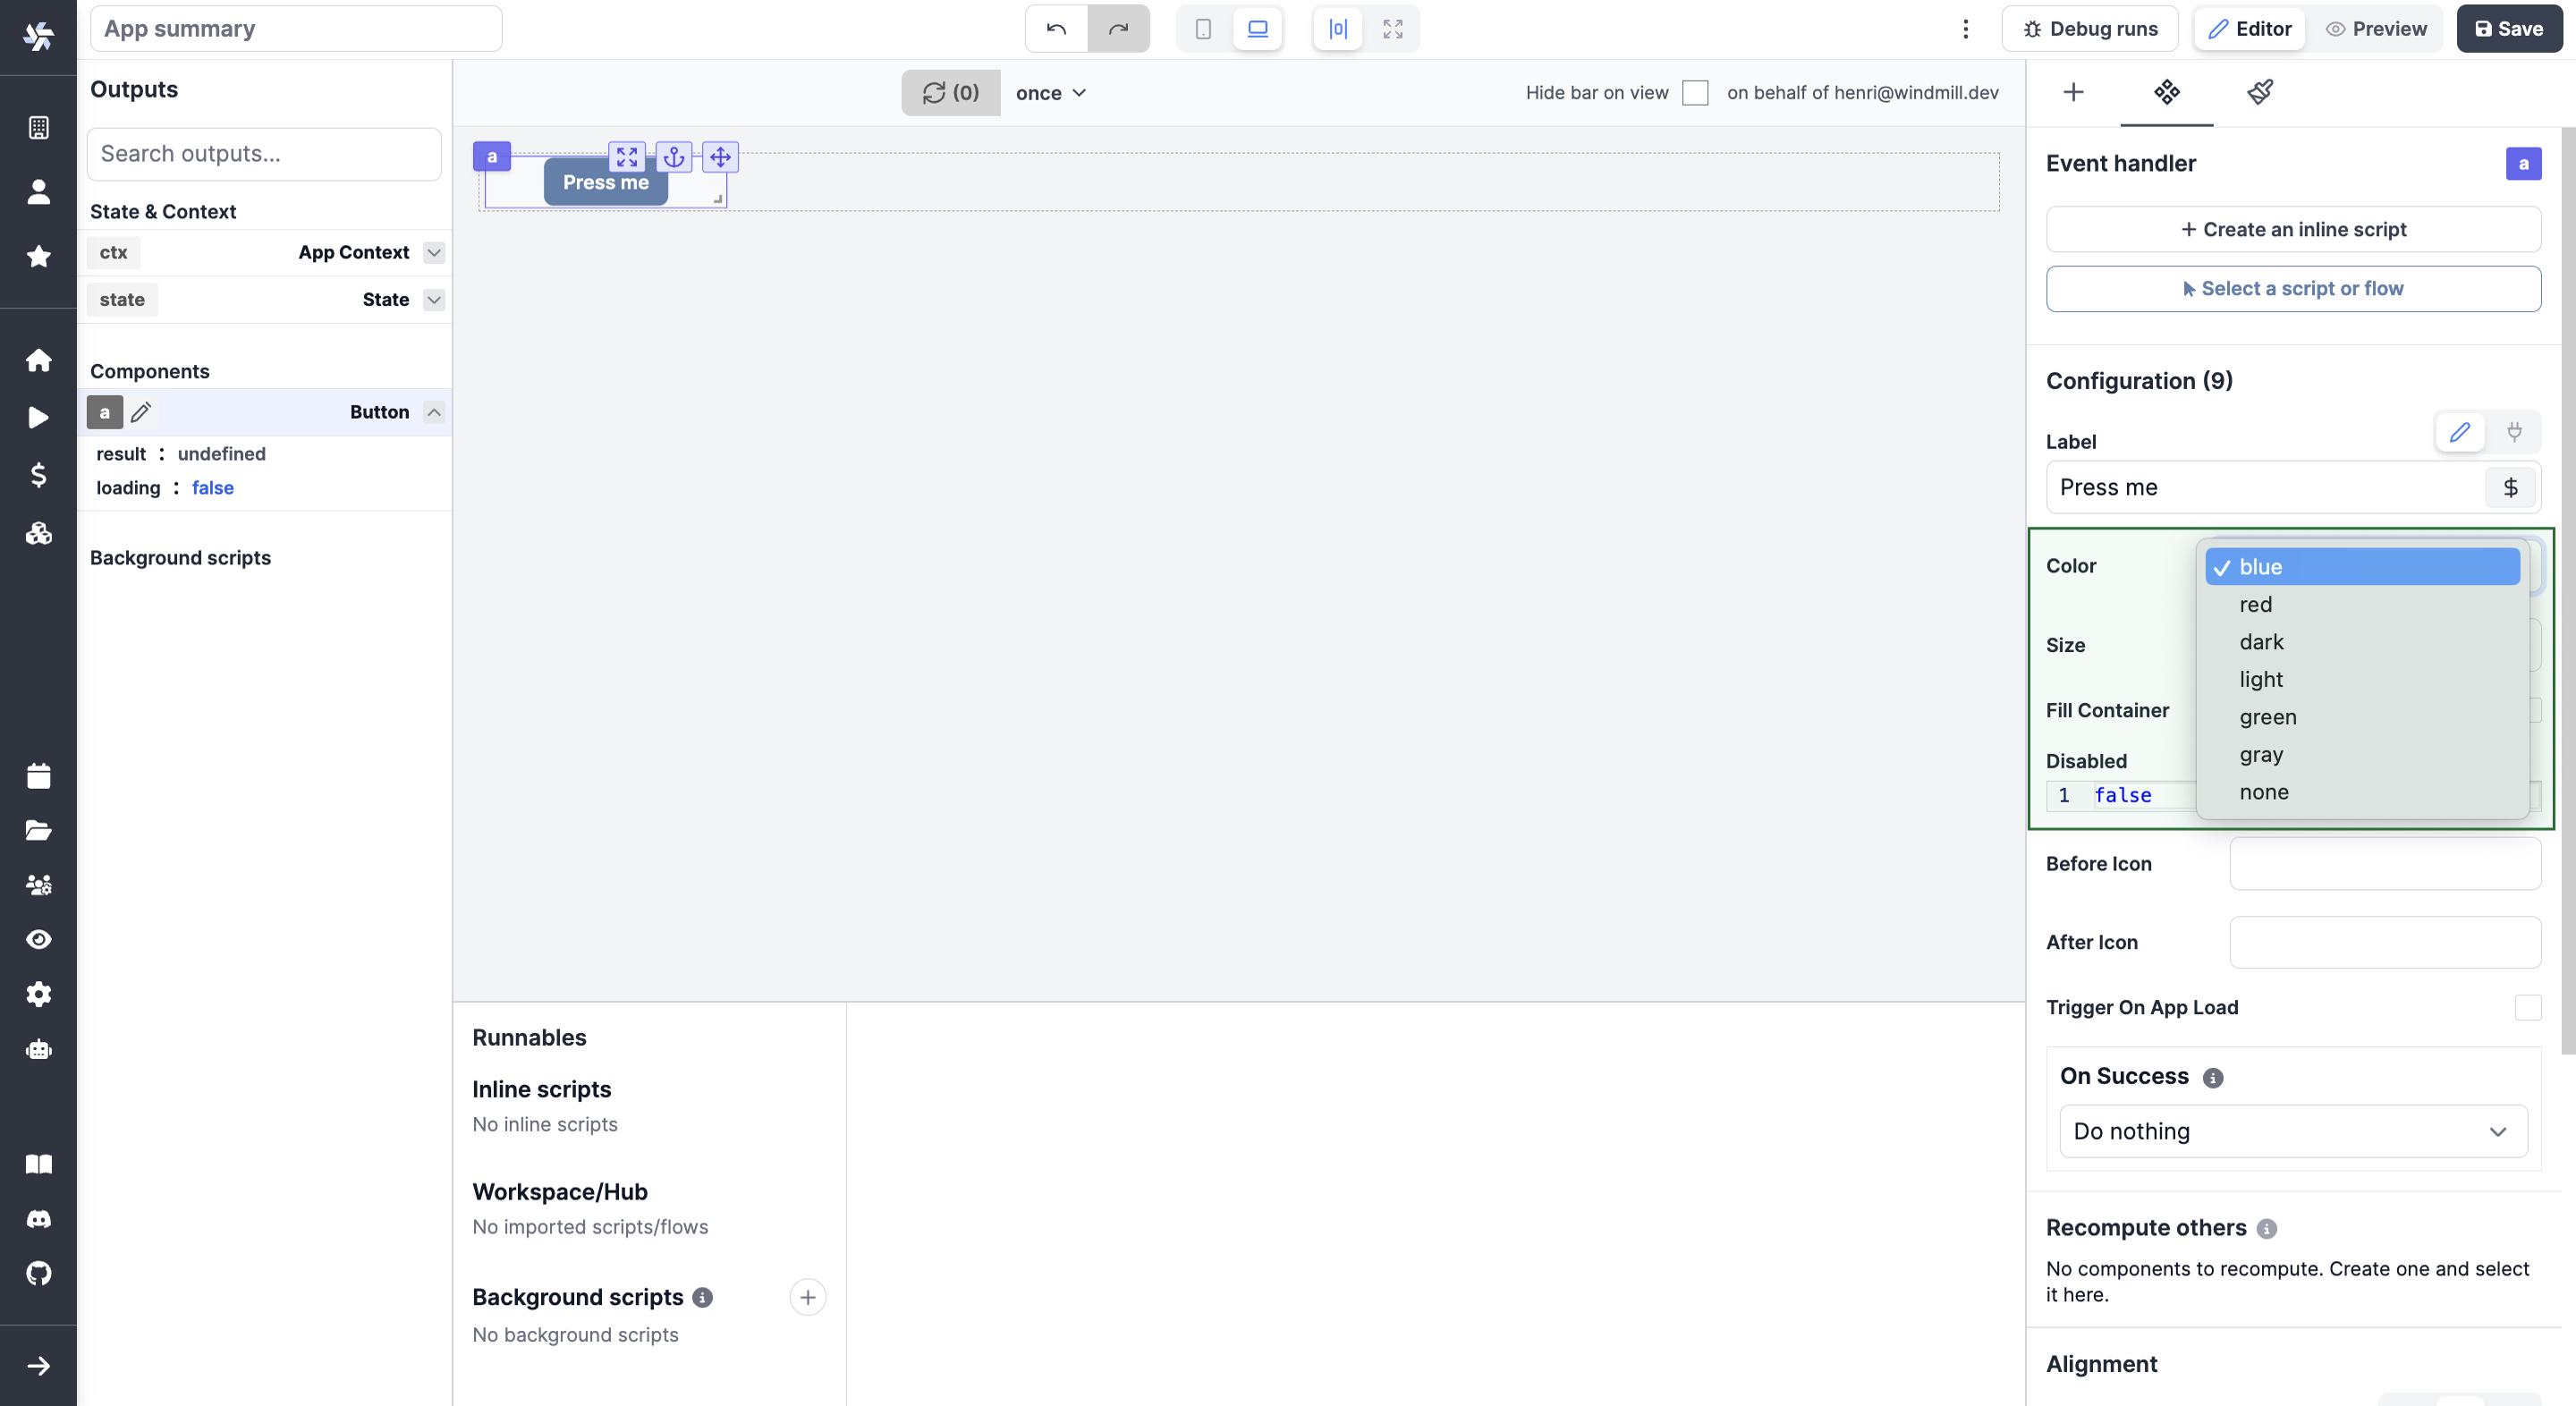 App summary
Debug runs
Editor
Preview
Save
Outputs
Search outputs...
State & Context
ctx
App Context
state
State
Components
a
Button
result : undefined
loading : false
Background scripts
(0)
once
Hide bar on view
on behalf of henri@windmill.dev
a
Press me
Runnables
Inline scripts
No inline scripts
Workspace/Hub
No imported scripts/flows
Background scripts
No background scripts
Event handler
a
+ Create an inline script
Select a script or flow
Configuration (9)
Label
Press me
$
Color
blue
red
dark
light
green
gray
none
Size
Fill Container
Disabled
1 false
Before Icon
After Icon
Trigger On App Load
On Success
Do nothing
Recompute others
No components to recompute. Create one and select
it here.
Alignment